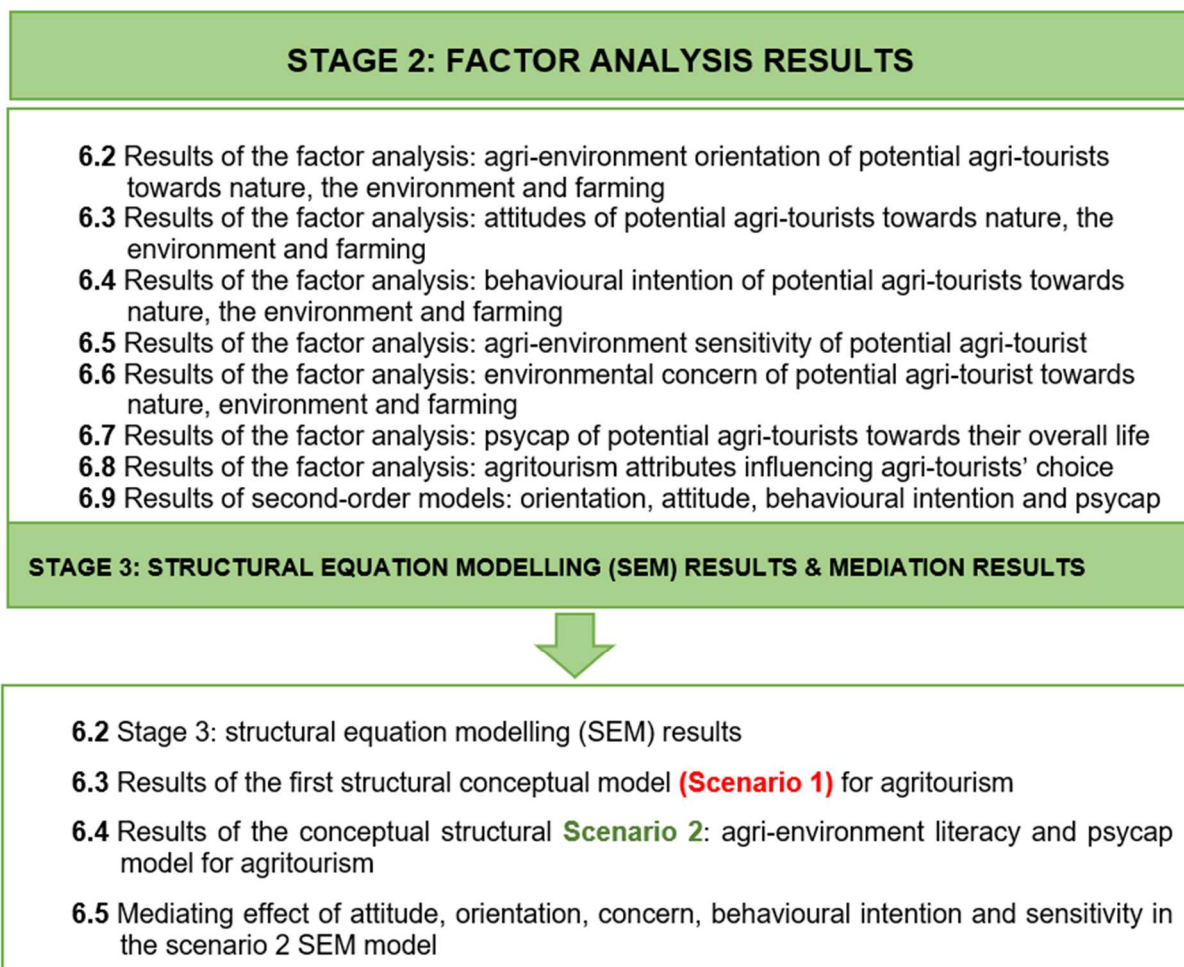 STAGE 2: FACTOR ANALYSIS RESULTS
6.2 Results of the factor analysis: agri-environment orientation of potential agri-tourists
towards nature, the environment and farming
6.3 Results of the factor analysis: attitudes of potential agri-tourists towards nature, the
environment and farming
6.4 Results of the factor analysis: behavioural intention of potential agri-tourists towards
nature, the environment and farming
6.5 Results of the factor analysis: agri-environment sensitivity of potential agri-tourist
6.6 Results of the factor analysis: environmental concern of potential agri-tourist towards
nature, environment and farming
6.7 Results of the factor analysis: psycap of potential agri-tourists towards their overall life
6.8 Results of the factor analysis: agritourism attributes influencing agri-tourists’ choice
6.9 Results of second-order models: orientation, attitude, behavioural intention and psycap
STAGE 3: STRUCTURAL EQUATION MODELLING (SEM) RESULTS & MEDIATION RESULTS
6.2 Stage 3: structural equation modelling (SEM) results
6.3 Results of the first structural conceptual model (Scenario 1) for agritourism
6.4 Results of the conceptual structural Scenario 2: agri-environment literacy and psycap
model for agritourism
6.5 Mediating effect of attitude, orientation, concern, behavioural intention and sensitivity in
the scenario 2 SEM model